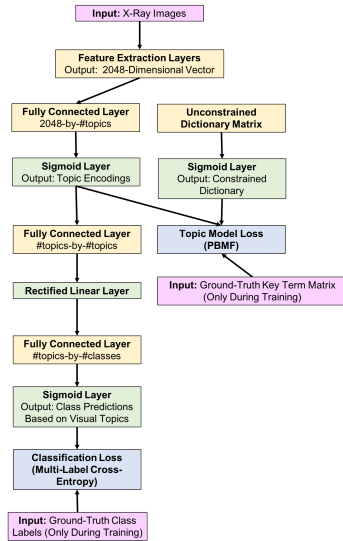 Input: X-Ray Images
Feature Extraction Layers
Output: 2048-Dimensional Vector
Fully Connected Layer
2048-by-#topics
Unconstrained
Dictionary Matrix
Sigmoid Layer
Output: Topic Encodings
Sigmoid Layer
Output: Constrained
Dictionary
Fully Connected Layer
#topics-by-#topics
Topic Model Loss
(PBMF)
Rectified Linear Layer
Input: Ground-Truth Key Term Matrix
(Only During Training)
Fully Connected Layer
#topics-by-#classes
Sigmoid Layer
Output: Class Predictions
Based on Visual Topics
Classification Loss
(Multi-Label Cross-
Entropy)
Input: Ground-Truth Class
Labels (Only During Training)